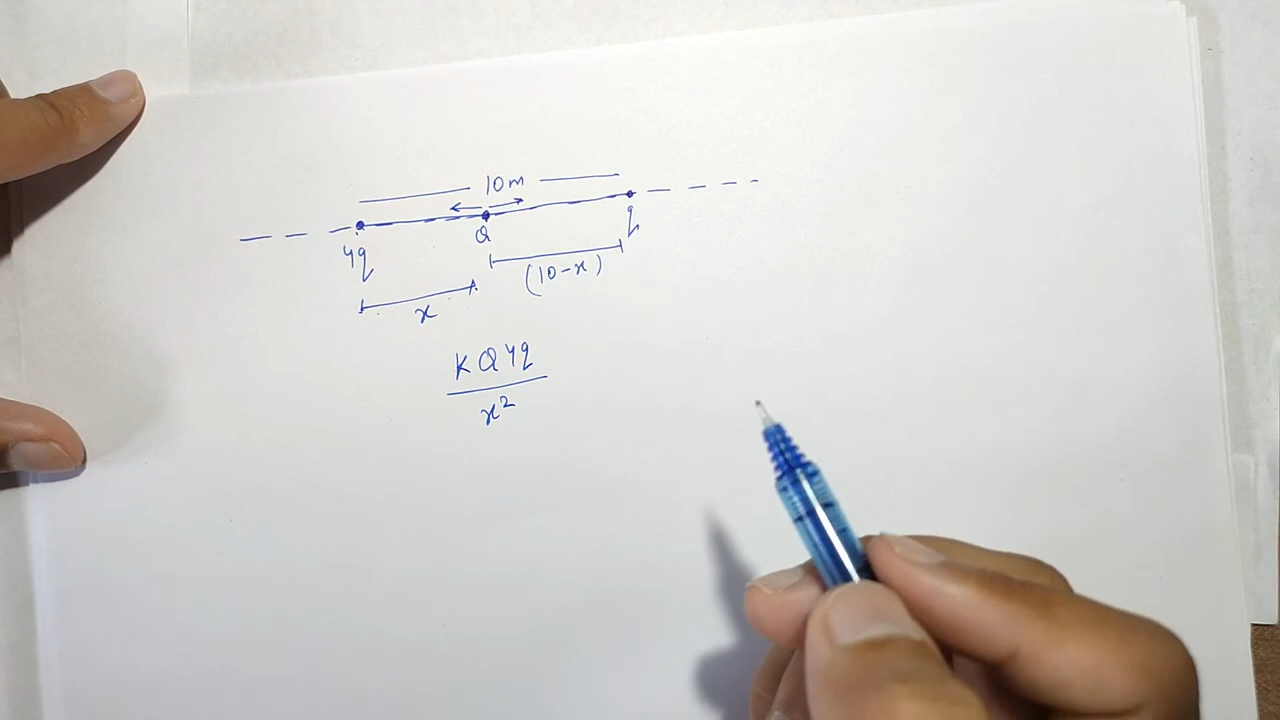 10m
4q Q q
x (10-x)
KQ4q
x²